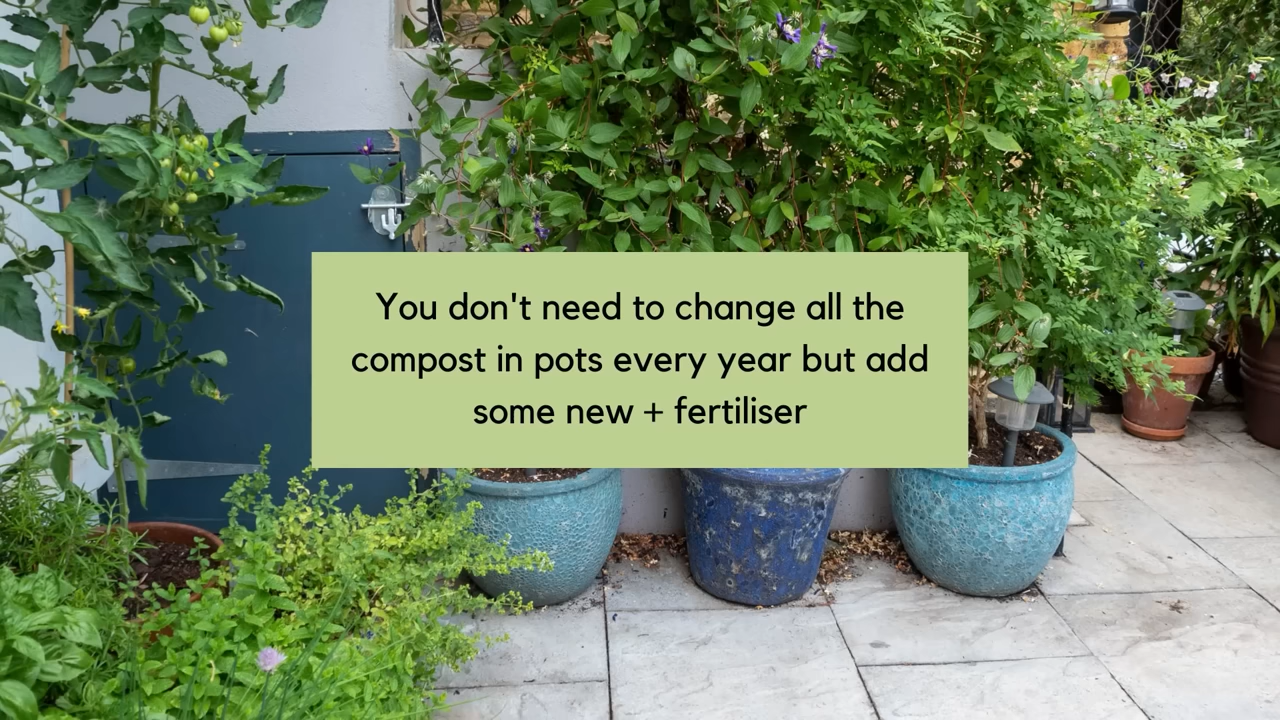 You don't need to change all the
compost in pots every year but add
some new + fertiliser